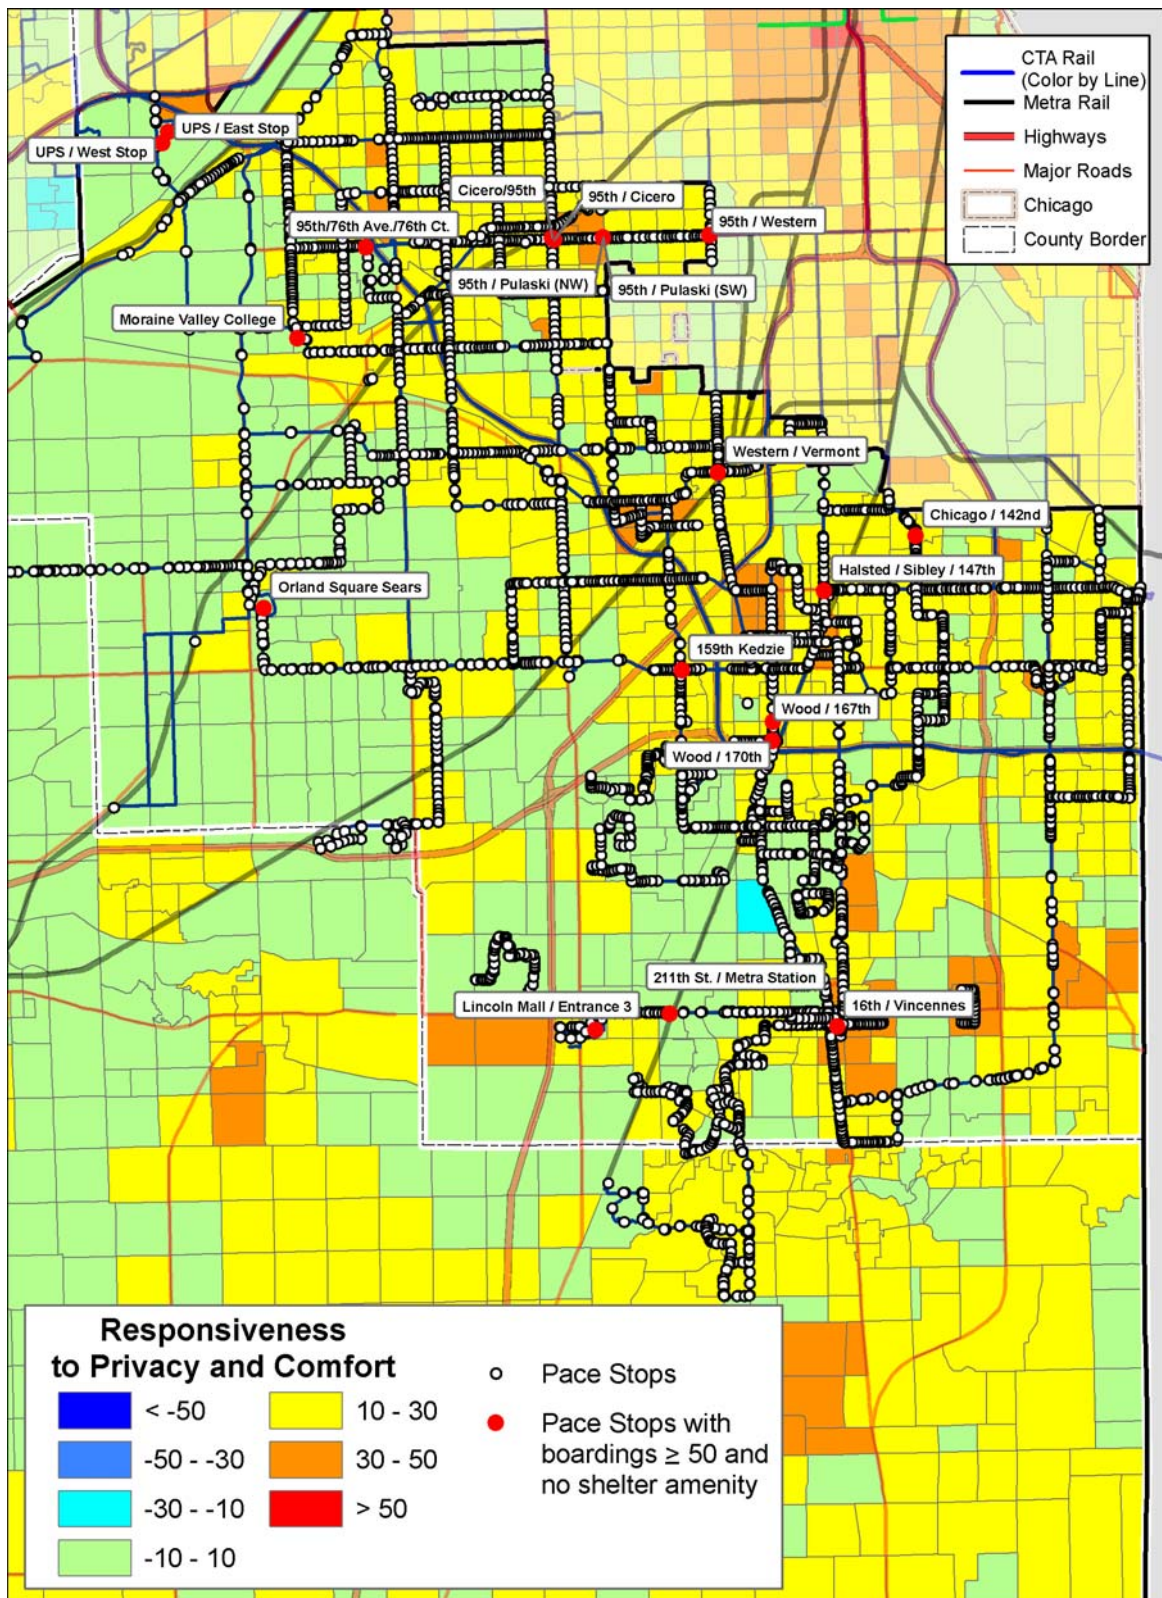 CTA Rail
(Color by Line)
Metra Rail
Highways
Major Roads
Chicago
County Border
UPS / East Stop
UPS / West Stop
Cicero/95th
95th / Cicero
95th/76th Ave./76th Ct.
95th / Western
95th / Pulaski (NW)
95th / Pulaski (SW)
Moraine Valley College
Western / Vermont
Chicago / 142nd
Halsted / Sibley / 147th
Orland Square Sears
159th Kedzie
Wood / 167th
Wood / 170th
211th St. / Metra Station
Lincoln Mall / Entrance 3
16th / Vincennes
Responsiveness
to Privacy and Comfort
< -50
-50 - -30
-30 - -10
-10 - 10
10 - 30
30 - 50
> 50
Pace Stops
Pace Stops with
boardings ≥ 50 and
no shelter amenity